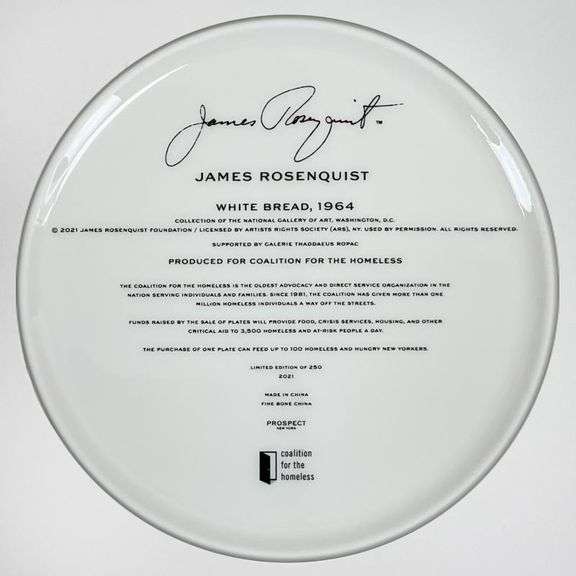 James Rosenquist ™
JAMES ROSENQUIST
WHITE BREAD, 1964
COLLECTION OF THE NATIONAL GALLERY OF ART, WASHINGTON, D.C.
© 2021 JAMES ROSENQUIST FOUNDATION / LICENSED BY ARTISTS RIGHTS SOCIETY (ARS), NY. USED BY PERMISSION. ALL RIGHTS RESERVED.
SUPPORTED BY GALERIE THADDAEUS ROPAC
PRODUCED FOR COALITION FOR THE HOMELESS
THE COALITION FOR THE HOMELESS IS THE OLDEST ADVOCACY AND DIRECT SERVICE ORGANIZATION IN THE
NATION SERVING INDIVIDUALS AND FAMILIES. SINCE 1981, THE COALITION HAS GIVEN MORE THAN ONE
MILLION HOMELESS INDIVIDUALS A WAY OFF THE STREETS.
FUNDS RAISED BY THE SALE OF PLATES WILL PROVIDE FOOD, CRISIS SERVICES, HOUSING, AND OTHER
CRITICAL AID TO 3,500 HOMELESS AND AT-RISK PEOPLE A DAY.
THE PURCHASE OF ONE PLATE CAN FEED UP TO 100 HOMELESS AND HUNGRY NEW YORKERS.
LIMITED EDITION OF 250
2021
MADE IN CHINA
FINE BONE CHINA
PROSPECT
NEW YORK
coalition
for the
homeless